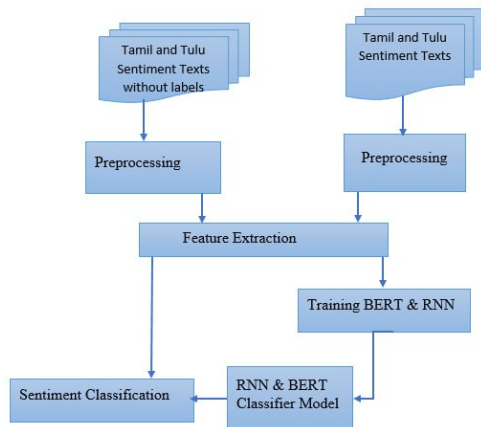 Tamil and Tulu
Sentiment Texts
without labels
Tamil and Tulu
Sentiment Texts
Preprocessing
Preprocessing
Feature Extraction
Training BERT & RNN
Sentiment Classification
RNN & BERT
Classifier Model